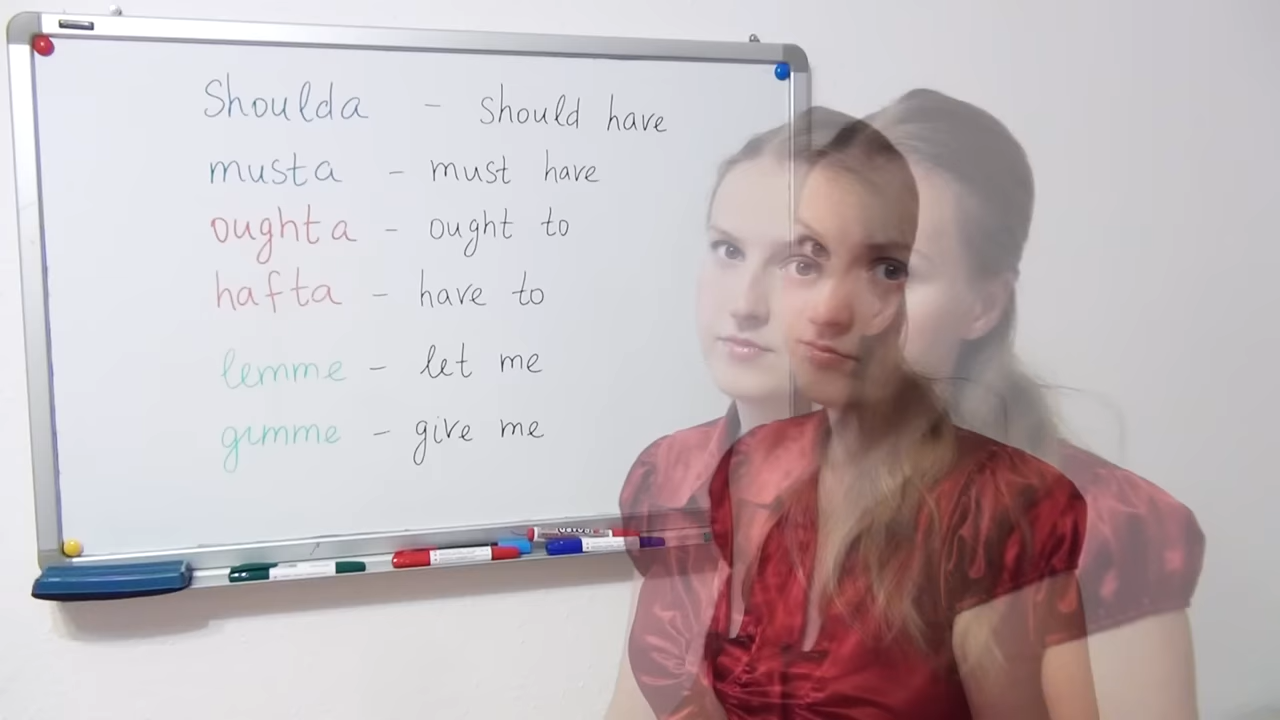 Shoulda - should have
musta - must have
oughta - ought to
hafta - have to
lemme - let me
gimme - give me